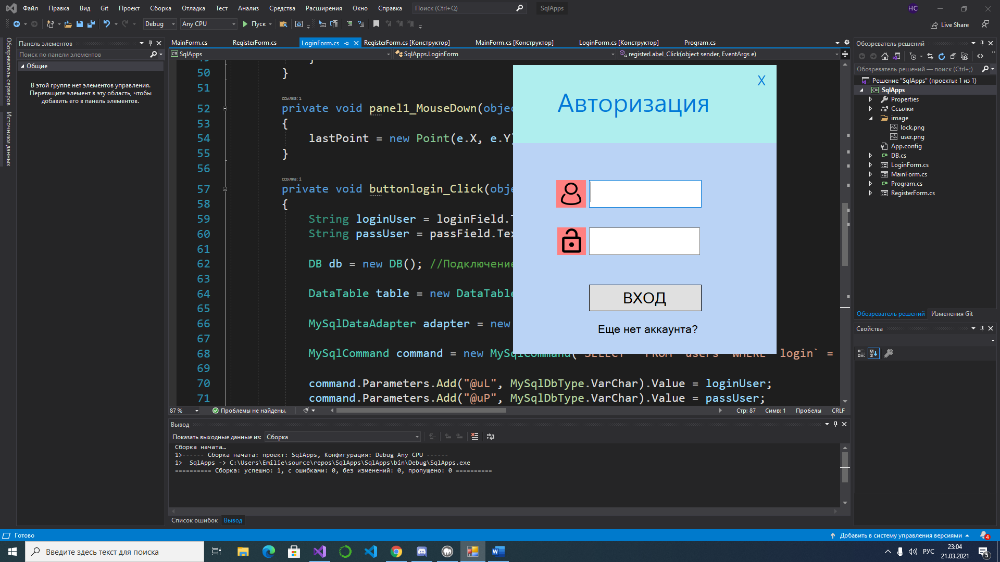 Файл Правка Вид Git Проект Сборка Отладка Тест Анализ Средства Расширения Окно Справка Поиск (Ctrl+Q) SqlApps НС
Debug Any CPU Пуск Live Share
Обозреватель серверов
Источники данных
Панель элементов
Поиск по панели элементов
Общие
В этой группе нет элементов управления.
Перетащите элемент в эту область, чтобы
добавить его в панель элементов.
MainForm.cs RegisterForm.cs LoginForm.cs RegisterForm.cs [Конструктор] MainForm.cs [Конструктор] LoginForm.cs [Конструктор] Program.cs
SqlApps SqlApps.LoginForm registerLabel_Click(object sender, EventArgs e)
50 }
51
ссылка: 1
52 private void panel1_MouseDown(objec
53 {
54 lastPoint = new Point(e.X, e.Y)
55 }
56
ссылка: 1
57 private void buttonlogin_Click(obje
58 {
59 String loginUser = loginField.
60 String passUser = passField.Te
61
62 DB db = new DB(); //Подключение
63
64 DataTable table = new DataTable
65
66 MySqlDataAdapter adapter = new
67
68 MySqlCommand command = new MySqlCommand("SELECT * FROM `users` WHERE `login` =
69
70 command.Parameters.Add("@uL", MySqlDbType.VarChar).Value = loginUser;
71 command.Parameters.Add("@uP", MySqlDbType.VarChar).Value = passUser;
X
Авторизация
ВХОД
Еще нет аккаунта?
87 % Проблемы не найдены. Стр: 87 Симв: 1 Пробелы CRLF
Вывод
Показать выходные данные из: Сборка
Сборка начата…
1>------ Сборка начата: проект: SqlApps, Конфигурация: Debug Any CPU ------
1> SqlApps -> C:\Users\Emilie\source\repos\SqlApps\SqlApps\bin\Debug\SqlApps.exe
========== Сборка: успешно: 1, с ошибками: 0, без изменений: 0, пропущено: 0 ==========
Список ошибок Вывод
Обозреватель решений
Обозреватель решений — поиск (Ctrl+;)
Решение "SqlApps" (проекты: 1 из 1)
SqlApps
Properties
Ссылки
image
lock.png
user.png
App.config
DB.cs
LoginForm.cs
MainForm.cs
Program.cs
RegisterForm.cs
Обозреватель решений Изменения Git
Свойства
Готово Добавить в систему управления версиями 4
Введите здесь текст для поиска
РУС 23:04
21.03.2021 5